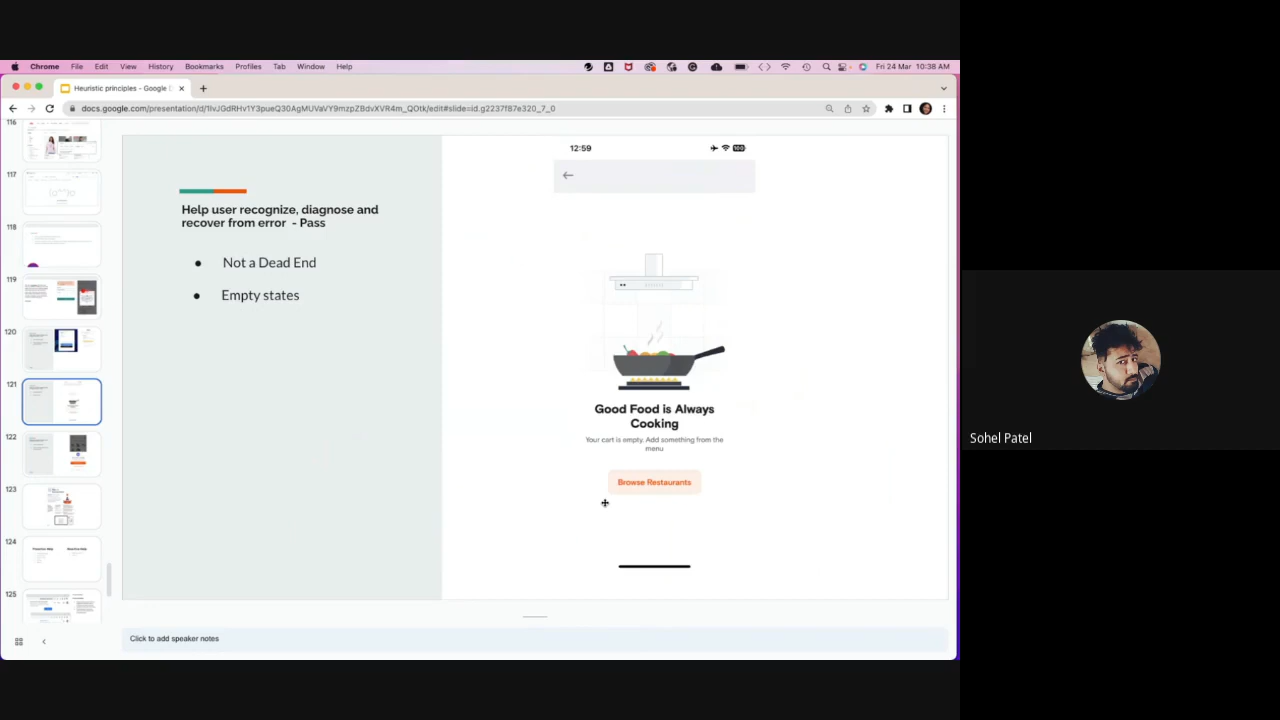 Chrome File Edit View History Bookmarks Profiles Tab Window Help
Fri 24 Mar 10:38 AM
Heuristic principles - Google D
docs.google.com/presentation/d/1IvJGdRHv1Y3pueQ30AgMUVaVY9mzpZBdvXVR4m_QOtk/edit#slide=id.g2237f87e320_7_0
116
117
118
119
120
121
122
123
124
125
Help user recognize, diagnose and
recover from error - Pass
● Not a Dead End
● Empty states
12:59
100
Good Food is Always
Cooking
Your cart is empty. Add something from the
menu
Browse Restaurants
Click to add speaker notes
Sohel Patel